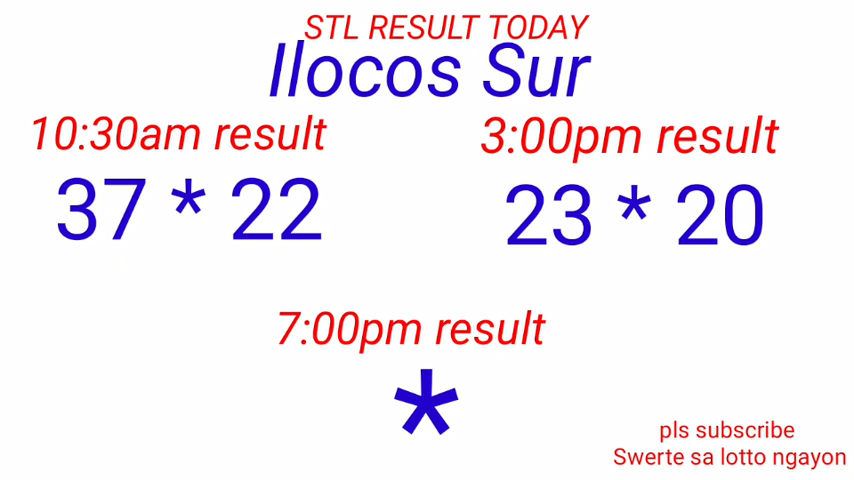 STL RESULT TODAY
Ilocos Sur
10:30am result
37 * 22
3:00pm result
23 * 20
7:00pm result
*
pls subscribe
Swerte sa lotto ngayon